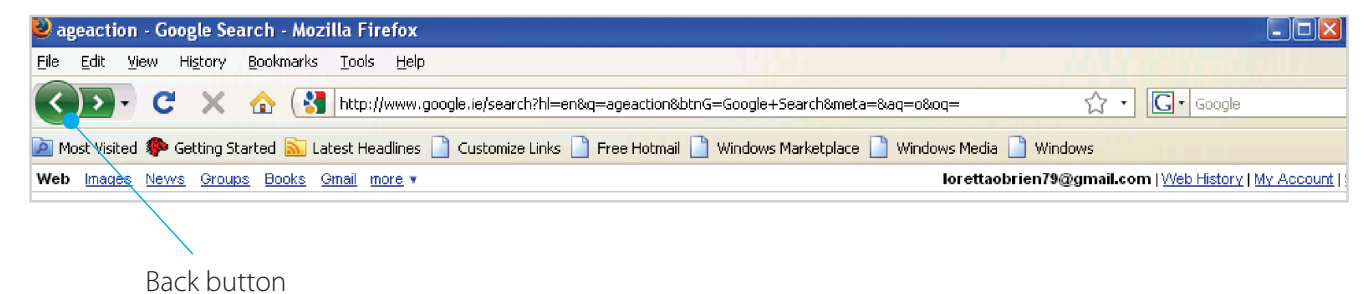 ageaction - Google Search - Mozilla Firefox
File Edit View History Bookmarks Tools Help
http://www.google.ie/search?hl=en&q=ageaction&btnG=Google+Search&meta=&aq=o&oq= G Google
Most Visited Getting Started Latest Headlines Customize Links Free Hotmail Windows Marketplace Windows Media Windows
Web Images News Groups Books Gmail more lorettaobrien79@gmail.com | Web History | My Account |
Back button